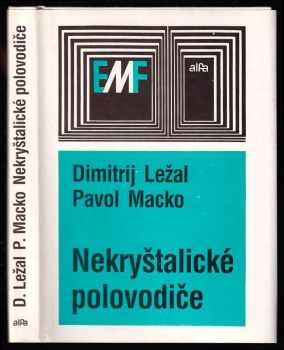 D. Ležal P. Macko Nekryštalické polovodiče
alfa
EMF
alfa
Dimitrij Ležal
Pavol Macko
Nekryštalické
polovodiče